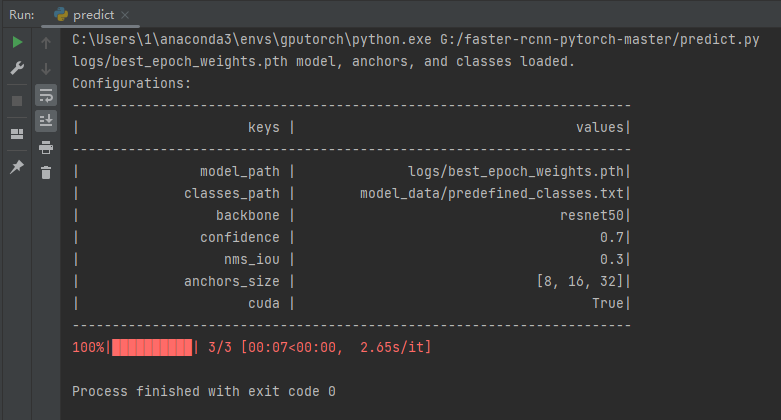 Run: predict ×
C:\Users\1\anaconda3\envs\gputorch\python.exe G:/faster-rcnn-pytorch-master/predict.py
logs/best_epoch_weights.pth model, anchors, and classes loaded.
Configurations:
----------------------------------------------------------------------
|                     keys |                                   values|
----------------------------------------------------------------------
|               model_path |              logs/best_epoch_weights.pth|
|             classes_path |        model_data/predefined_classes.txt|
|                 backbone |                                 resnet50|
|               confidence |                                      0.7|
|                  nms_iou |                                      0.3|
|             anchors_size |                              [8, 16, 32]|
|                     cuda |                                     True|
----------------------------------------------------------------------
100%|██████████| 3/3 [00:07<00:00,  2.65s/it]
Process finished with exit code 0